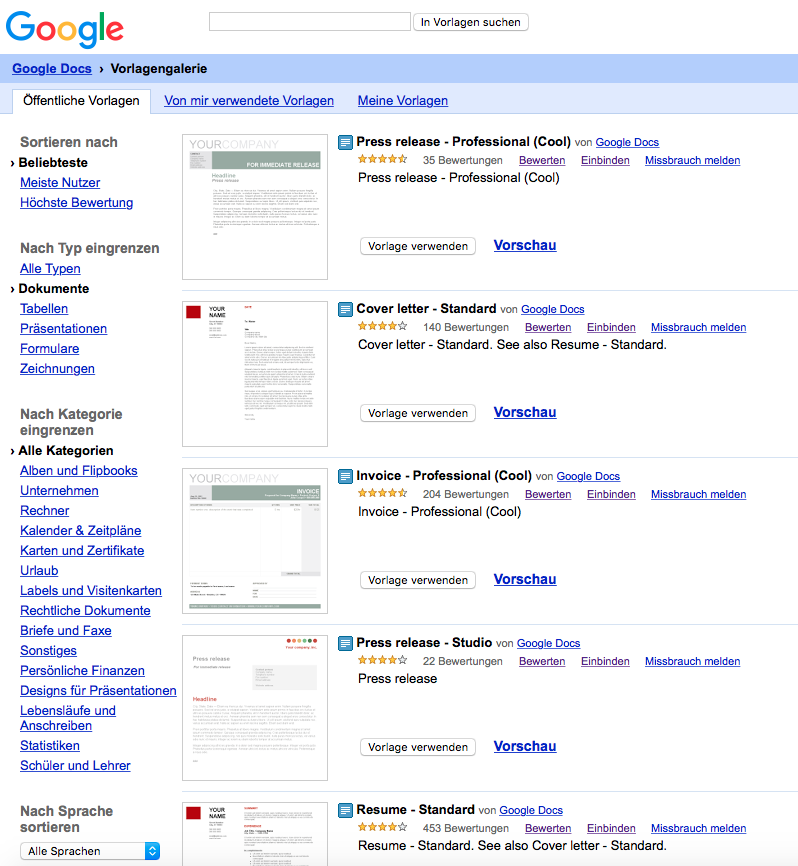 Google
In Vorlagen suchen
Google Docs › Vorlagengalerie
Öffentliche Vorlagen
Von mir verwendete Vorlagen
Meine Vorlagen
Sortieren nach
› Beliebteste
Meiste Nutzer
Höchste Bewertung
Nach Typ eingrenzen
Alle Typen
› Dokumente
Tabellen
Präsentationen
Formulare
Zeichnungen
Nach Kategorie
eingrenzen
› Alle Kategorien
Alben und Flipbooks
Unternehmen
Rechner
Kalender & Zeitpläne
Karten und Zertifikate
Urlaub
Labels und Visitenkarten
Rechtliche Dokumente
Briefe und Faxe
Sonstiges
Persönliche Finanzen
Designs für Präsentationen
Lebensläufe und
Anschreiben
Statistiken
Schüler und Lehrer
Nach Sprache
sortieren
Alle Sprachen
YOURCOMPANY
FOR IMMEDIATE RELEASE
Headline
Press release
Press release - Professional (Cool) von Google Docs
35 Bewertungen Bewerten Einbinden Missbrauch melden
Press release - Professional (Cool)
Vorlage verwenden Vorschau
YOUR
NAME
Cover letter - Standard von Google Docs
140 Bewertungen Bewerten Einbinden Missbrauch melden
Cover letter - Standard. See also Resume - Standard.
Vorlage verwenden Vorschau
YOURCOMPANY
INVOICE
Invoice - Professional (Cool) von Google Docs
204 Bewertungen Bewerten Einbinden Missbrauch melden
Invoice - Professional (Cool)
Vorlage verwenden Vorschau
Your company inc.
Press release
Headline
Press release - Studio von Google Docs
22 Bewertungen Bewerten Einbinden Missbrauch melden
Press release
Vorlage verwenden Vorschau
YOUR
NAME
Resume - Standard von Google Docs
453 Bewertungen Bewerten Einbinden Missbrauch melden
Resume - Standard. See also Cover letter - Standard.